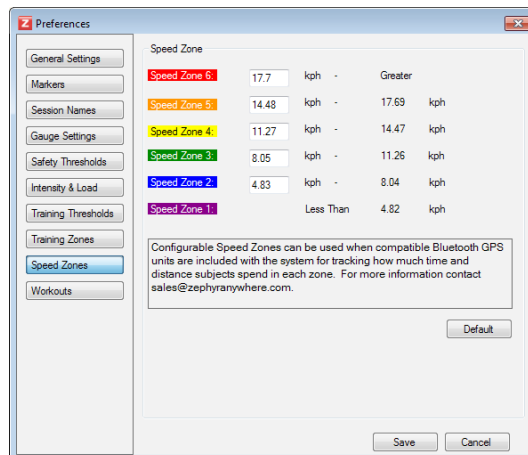 Z Preferences
General Settings
Markers
Session Names
Gauge Settings
Safety Thresholds
Intensity & Load
Training Thresholds
Training Zones
Speed Zones
Workouts
Speed Zone
Speed Zone 6: 17.7 kph - Greater
Speed Zone 5: 14.48 kph - 17.69 kph
Speed Zone 4: 11.27 kph - 14.47 kph
Speed Zone 3: 8.05 kph - 11.26 kph
Speed Zone 2: 4.83 kph - 8.04 kph
Speed Zone 1: Less Than 4.82 kph
Configurable Speed Zones can be used when compatible Bluetooth GPS
units are included with the system for tracking how much time and
distance subjects spend in each zone. For more information contact
sales@zephyranywhere.com.
Default
Save Cancel